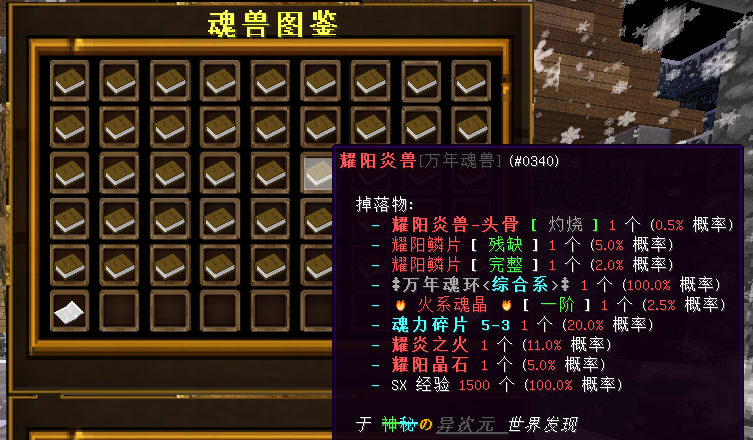 魂兽图鉴
耀阳炎兽[万年魂兽] (#0340)
掉落物:
- 耀阳炎兽-头骨 [ 灼烧 ] 1 个 (0.5% 概率)
- 耀阳鳞片 [ 残缺 ] 1 个 (5.0% 概率)
- 耀阳鳞片 [ 完整 ] 1 个 (2.0% 概率)
- ‡万年魂环<综合系>‡ 1 个 (100.0% 概率)
- 火系魂晶 [ 一阶 ] 1 个 (2.5% 概率)
- 魂力碎片 5-3 1 个 (20.0% 概率)
- 耀炎之火 1 个 (11.0% 概率)
- 耀阳晶石 1 个 (5.0% 概率)
- SX 经验 1500 个 (100.0% 概率)
于 神秘の异次元 世界发现